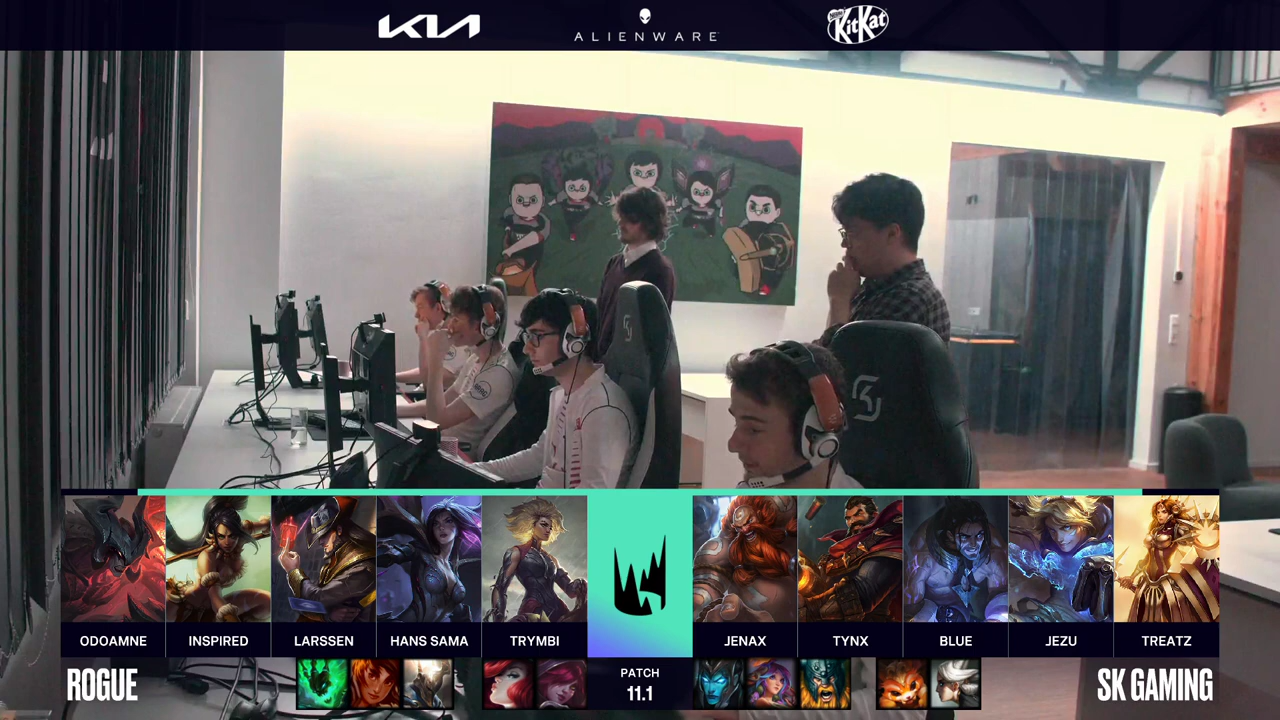 KIA
ALIENWARE
Nestlé KitKat
ODOAMNE
INSPIRED
LARSSEN
HANS SAMA
TRYMBI
JENAX
TYNX
BLUE
JEZU
TREATZ
ROGUE
PATCH
11.1
SK GAMING